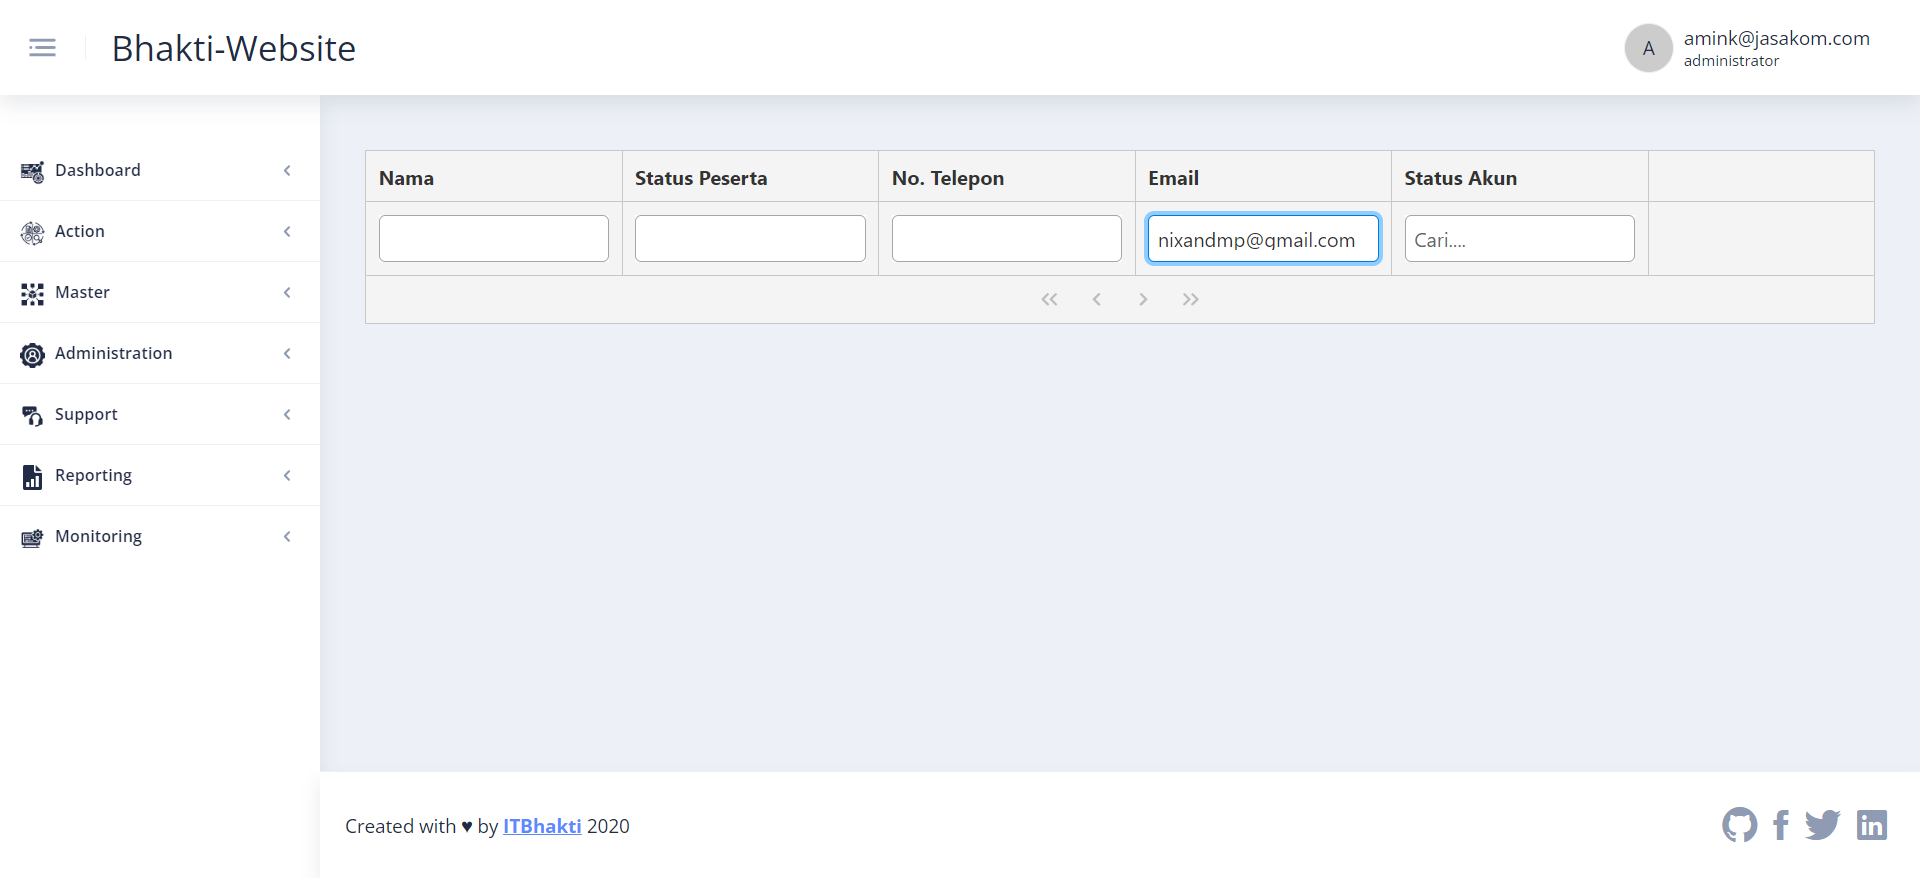 Bhakti-Website
A
amink@jasakom.com
administrator
Dashboard
Action
Master
Administration
Support
Reporting
Monitoring
Nama Status Peserta No. Telepon Email Status Akun
nixandmp@gmail.com Cari....
Created with ♥ by ITBhakti 2020